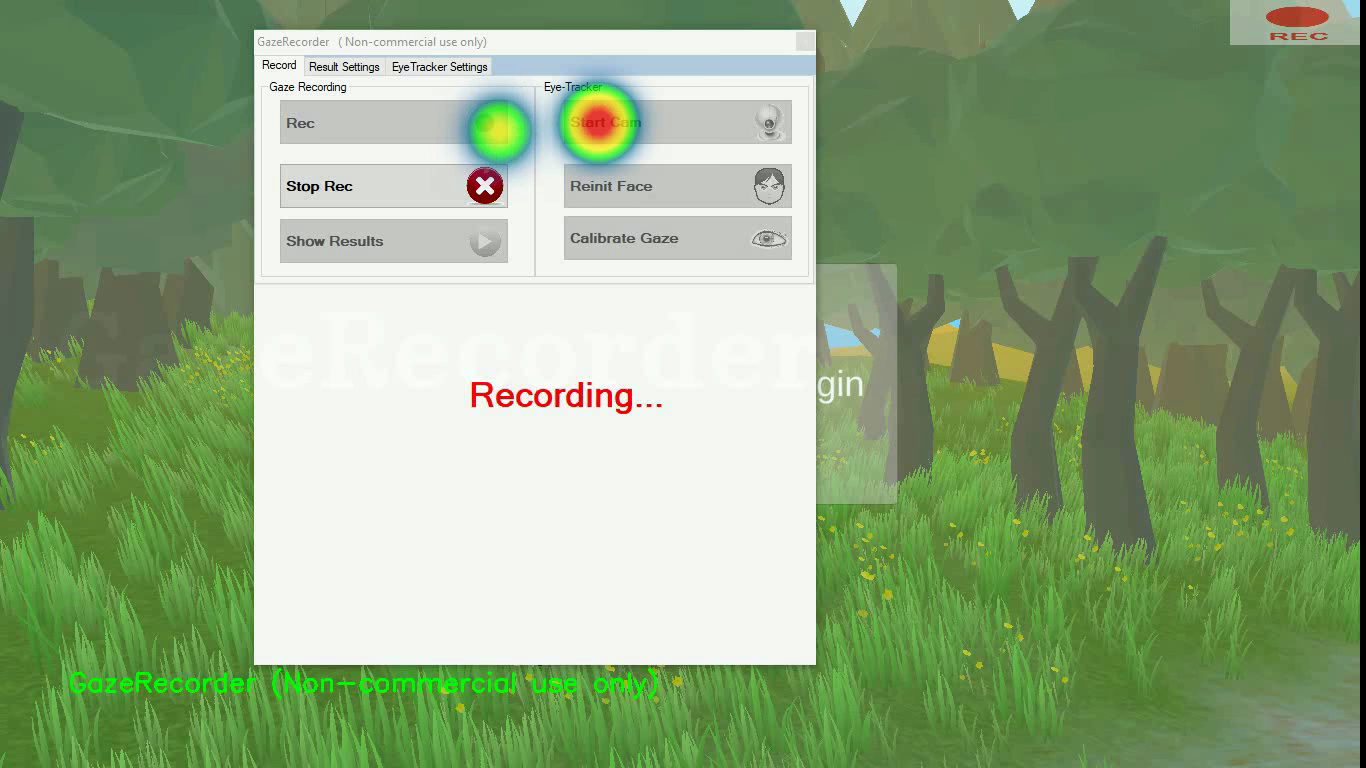 REC
GazeRecorder ( Non-commercial use only)
Record Result Settings EyeTracker Settings
Gaze Recording
Eye-Tracker
Rec
Start Cam
Stop Rec
Reinit Face
Show Results
Calibrate Gaze
GazeRecorder
Recording...
gin
GazeRecorder (Non-commercial use only)